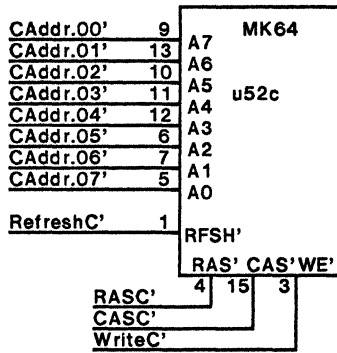 CAddr.00' 9 A7 MK64
CAddr.01' 13 A6
CAddr.02' 10 A5 u52c
CAddr.03' 11 A4
CAddr.04' 12 A3
CAddr.05' 6 A2
CAddr.06' 7 A1
CAddr.07' 5 A0
RefreshC' 1 RFSH'
RAS' CAS' WE'
4 15 3
RASC'
CASC'
WriteC'